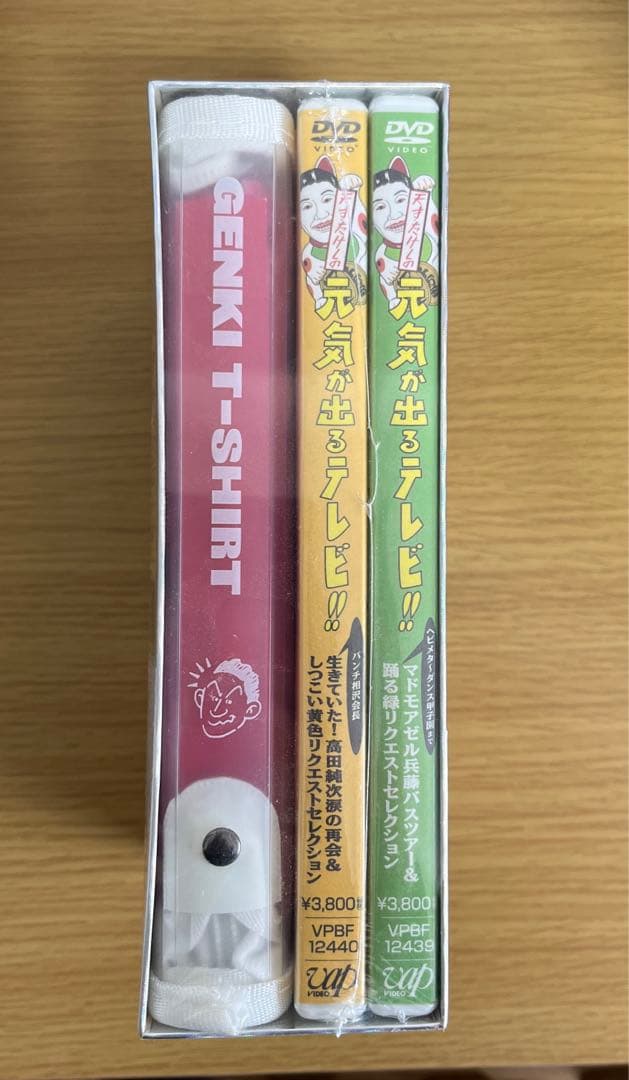 GENKI T-SHIRT
DVD
VIDEO
天才たけしの
元気が出るテレビ!!
パンチ相沢会長
生きていた!高田純次涙の再会&
しつこい黄色リクエストセレクション
¥3,800
VPBF
12440
vap
VIDEO
DVD
VIDEO
天才たけしの
元気が出るテレビ!!
ヘビメタ〜ダンス甲子園まで
マドモアゼル兵藤バスツアー&
踊る緑リクエストセレクション
¥3,800
VPBF
12439
vap
VIDEO